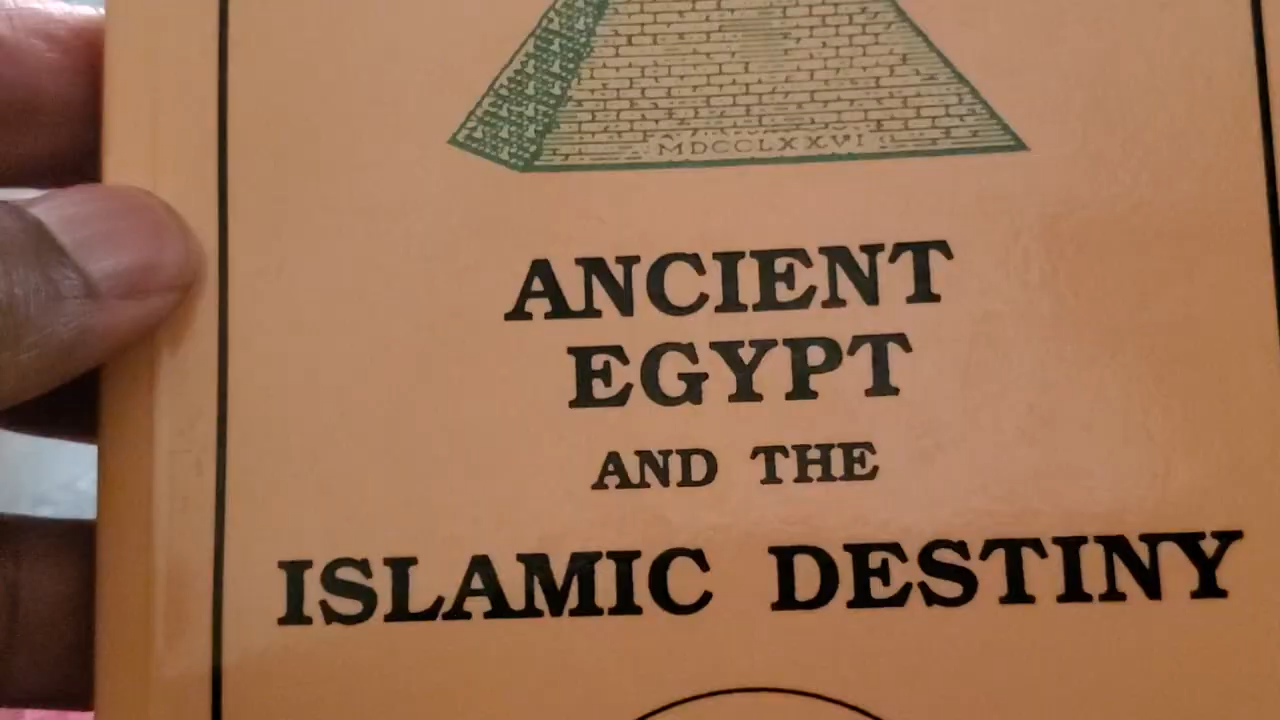 MDCCLXXVI
ANCIENT
EGYPT
AND THE
ISLAMIC DESTINY